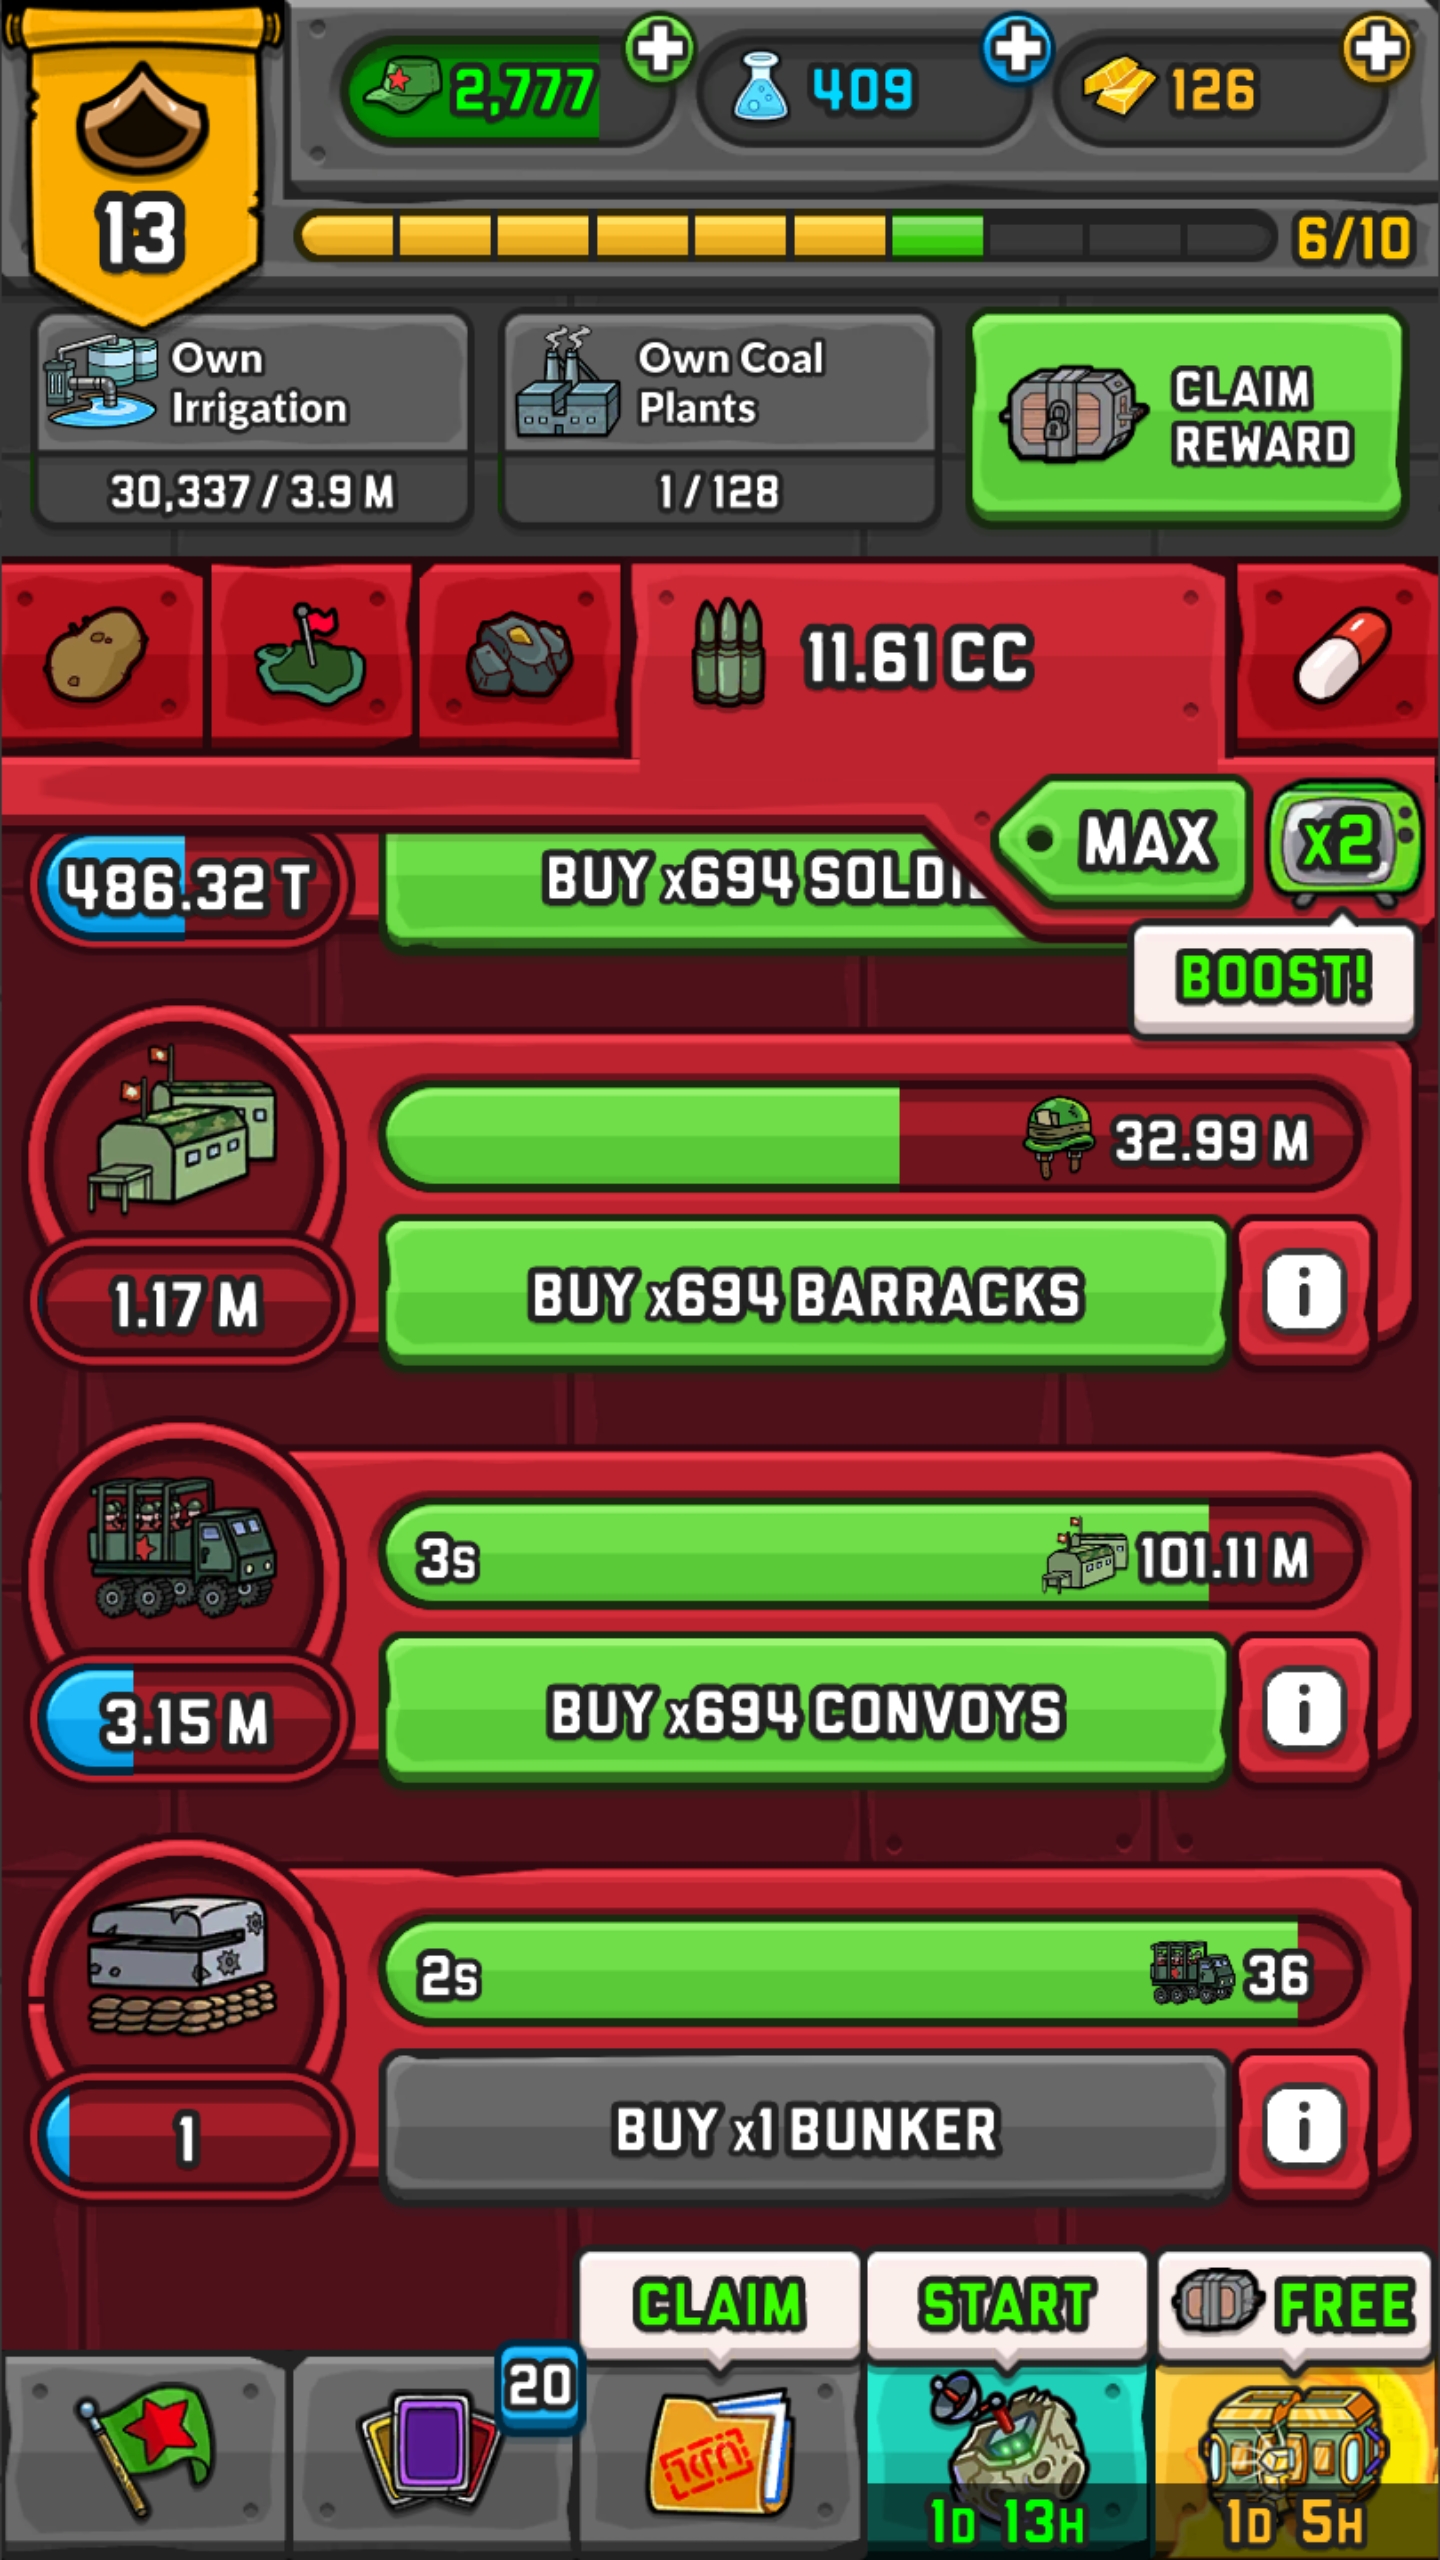 2,777
409
126
13
6/10
Own
Irrigation
30,337 / 3.9 M
Own Coal
Plants
1 / 128
CLAIM
REWARD
11.61 CC
MAX
x2
BOOST!
486.32 T
BUY x694
32.99 M
1.17 M
BUY x694 BARRACKS
i
3s
101.11 M
3.15 M
BUY x694 CONVOYS
i
2s
36
1
BUY x1 BUNKER
i
CLAIM
START
FREE
20
1D 13H
1D 5H